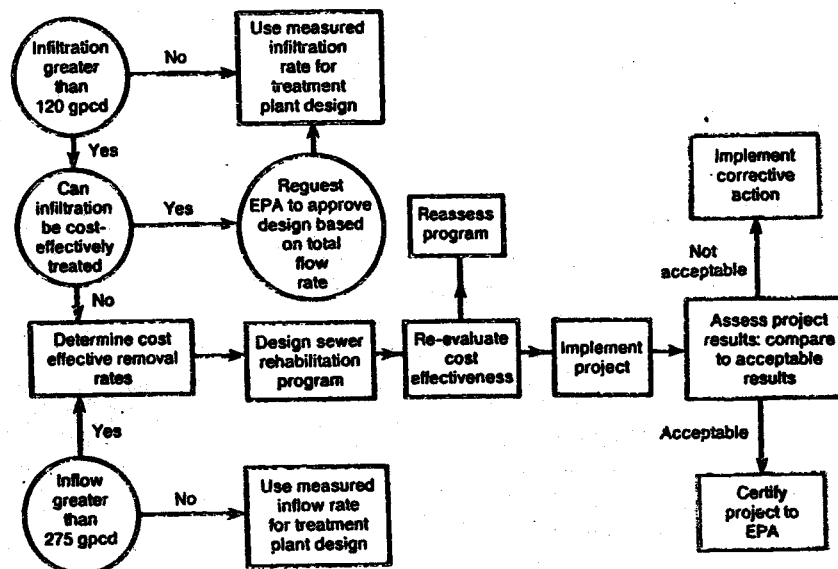 Infiltration
greater
than
120 gpcd
No
Use measured
infiltration
rate for
treatment
plant design
Yes
Can
infiltration
be cost-
effectively
treated
Yes
Reguest
EPA to approve
design based
on total
flow
rate
No
Determine cost
effective removal
rates
Design sewer
rehabilitation
program
Reassess
program
Re-evaluate
cost
effectiveness
Implement
project
Implement
corrective
action
Not
acceptable
Assess project
results: compare
to acceptable
results
Acceptable
Certify
project to
EPA
Yes
Inflow
greater
than
275 gpcd
No
Use measured
inflow rate
for treatment
plant design